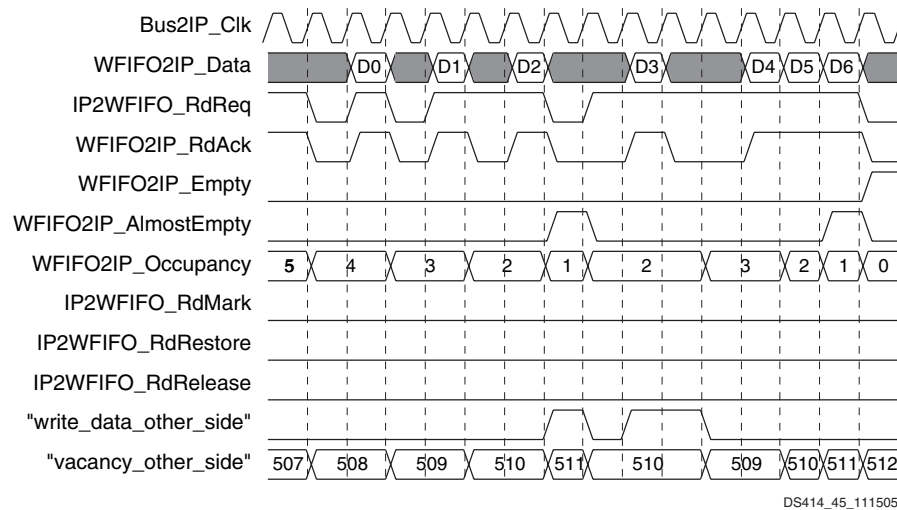 Bus2IP_Clk
WFIFO2IP_Data D0 D1 D2 D3 D4 D5 D6
IP2WFIFO_RdReq
WFIFO2IP_RdAck
WFIFO2IP_Empty
WFIFO2IP_AlmostEmpty
WFIFO2IP_Occupancy 5 4 3 2 1 2 3 2 1 0
IP2WFIFO_RdMark
IP2WFIFO_RdRestore
IP2WFIFO_RdRelease
"write_data_other_side"
"vacancy_other_side" 507 508 509 510 511 510 509 510 511 512
DS414_45_111505